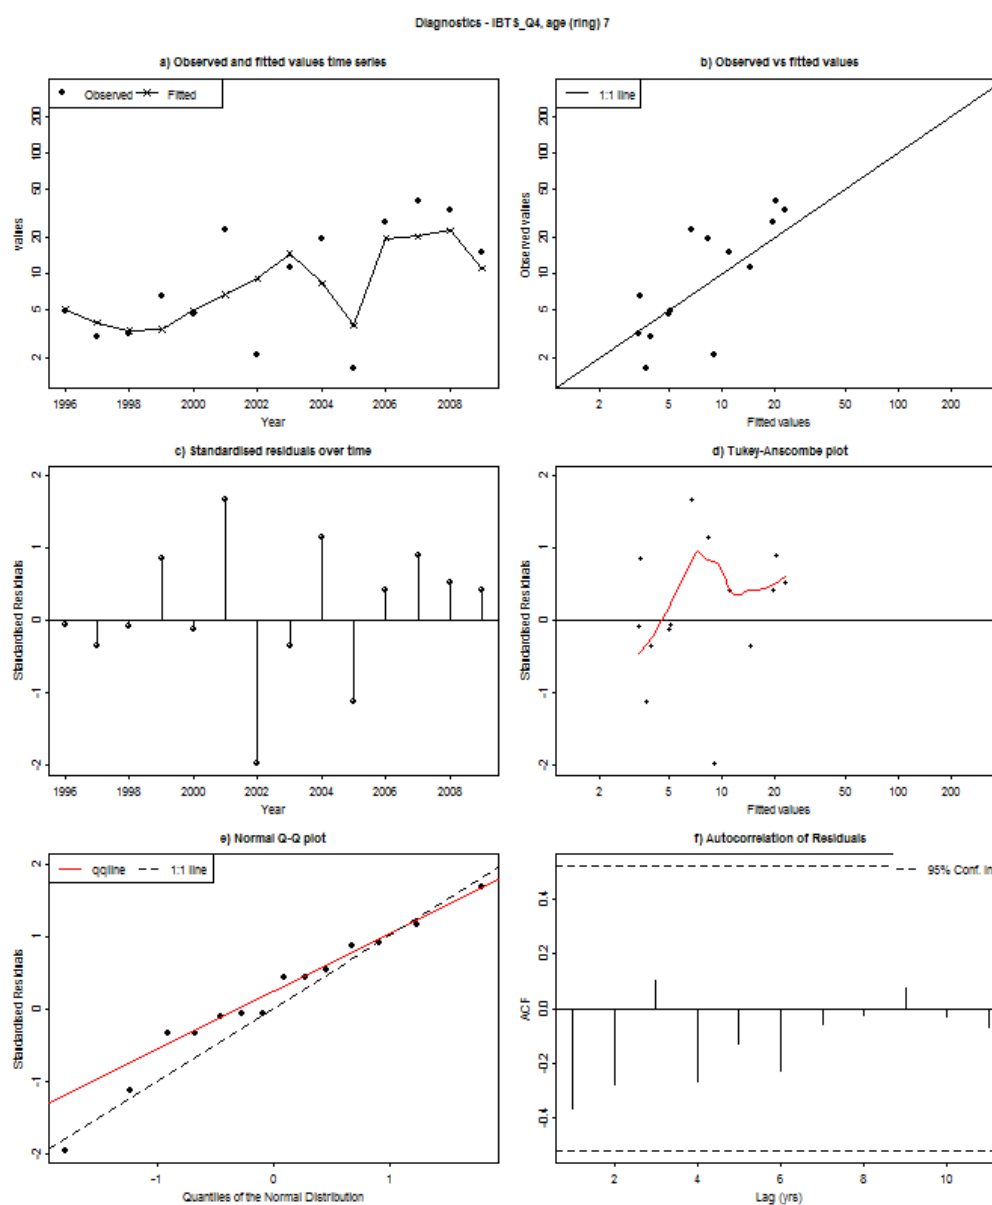 Diagnostics - IBTS_Q4, age (ring) 7
a) Observed and fitted values time series
Observed Fitted
values
2 5 10 20 50 100 200
1996 1998 2000 2002 2004 2006 2008
Year
b) Observed vs fitted values
1:1 line
Observed values
2 5 10 20 50 100 200
2 5 10 20 50 100 200
Fitted values
c) Standardised residuals over time
Standardised Residuals
-2 -1 0 1 2
1996 1998 2000 2002 2004 2006 2008
Year
d) Tukey-Anscombe plot
Standardised Residuals
-2 -1 0 1 2
2 5 10 20 50 100 200
Fitted values
e) Normal Q-Q plot
qqline 1:1 line
Standardised Residuals
-2 -1 0 1 2
-1 0 1
Quantiles of the Normal Distribution
f) Autocorrelation of Residuals
95% Conf. In
ACF
-0.4 -0.2 0.0 0.2 0.4
2 4 6 8 10
Lag (yrs)